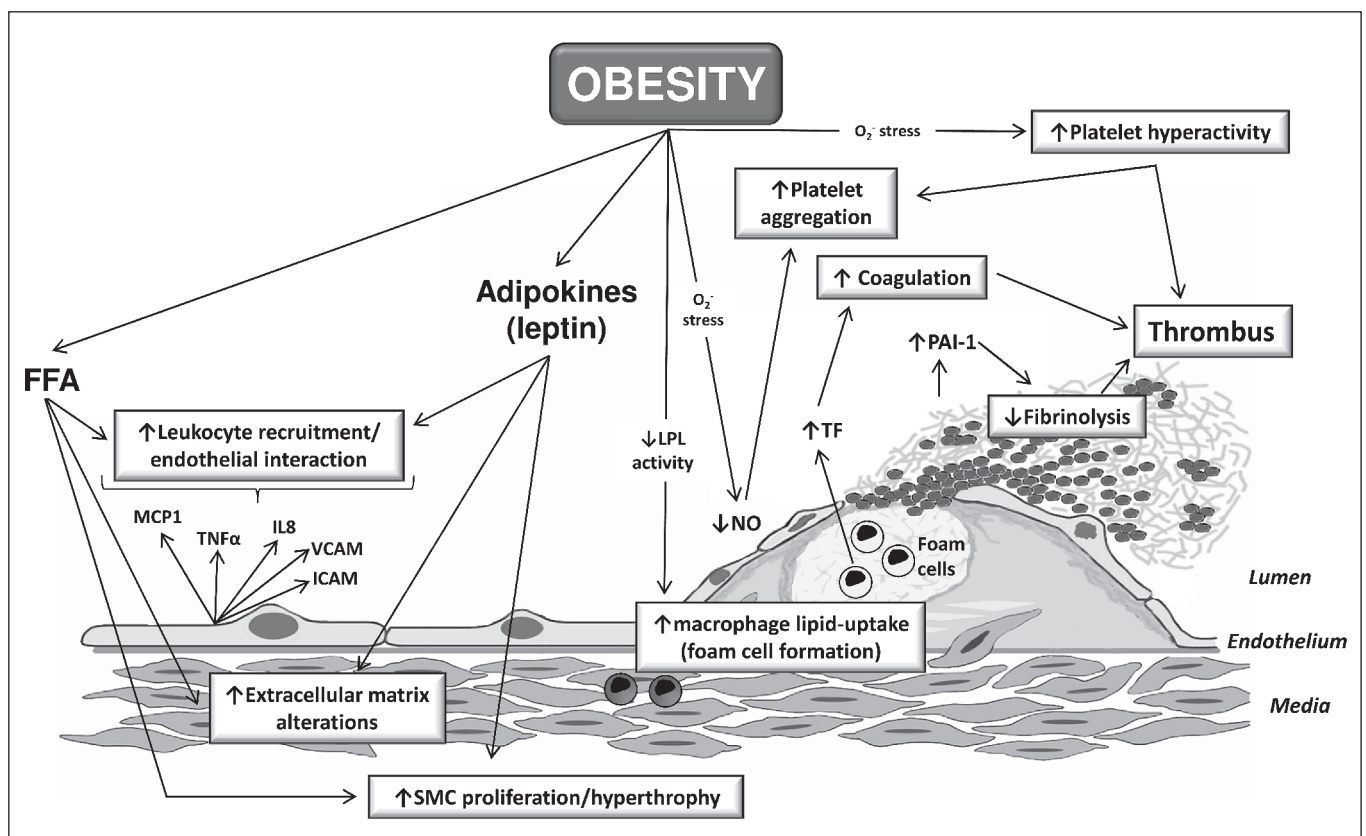 OBESITY
O₂⁻ stress
↑Platelet hyperactivity
↑Platelet
aggregation
↑ Coagulation
Adipokines
(leptin)
O₂⁻
stress
Thrombus
↑PAI-1
FFA
↓Fibrinolysis
↑Leukocyte recruitment/
endothelial interaction
↑TF
↓LPL
activity
MCP1
TNFα
IL8
VCAM
ICAM
↓NO
Foam
cells
Lumen
↑macrophage lipid-uptake
(foam cell formation)
Endothelium
↑Extracellular matrix
alterations
Media
↑SMC proliferation/hyperthrophy